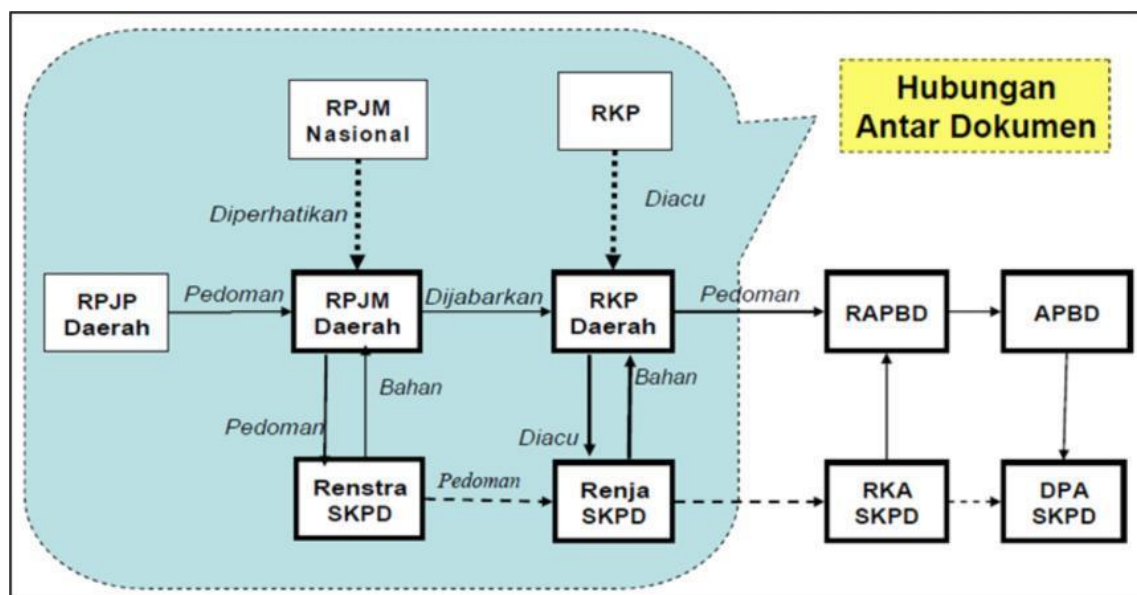 Hubungan
Antar Dokumen
RPJM
Nasional
RKP
Diperhatikan
Diacu
RPJP
Daerah
Pedoman
RPJM
Daerah
Dijabarkan
RKP
Daerah
Pedoman
RAPBD
APBD
Pedoman
Bahan
Diacu
Bahan
Renstra
SKPD
Pedoman
Renja
SKPD
RKA
SKPD
DPA
SKPD